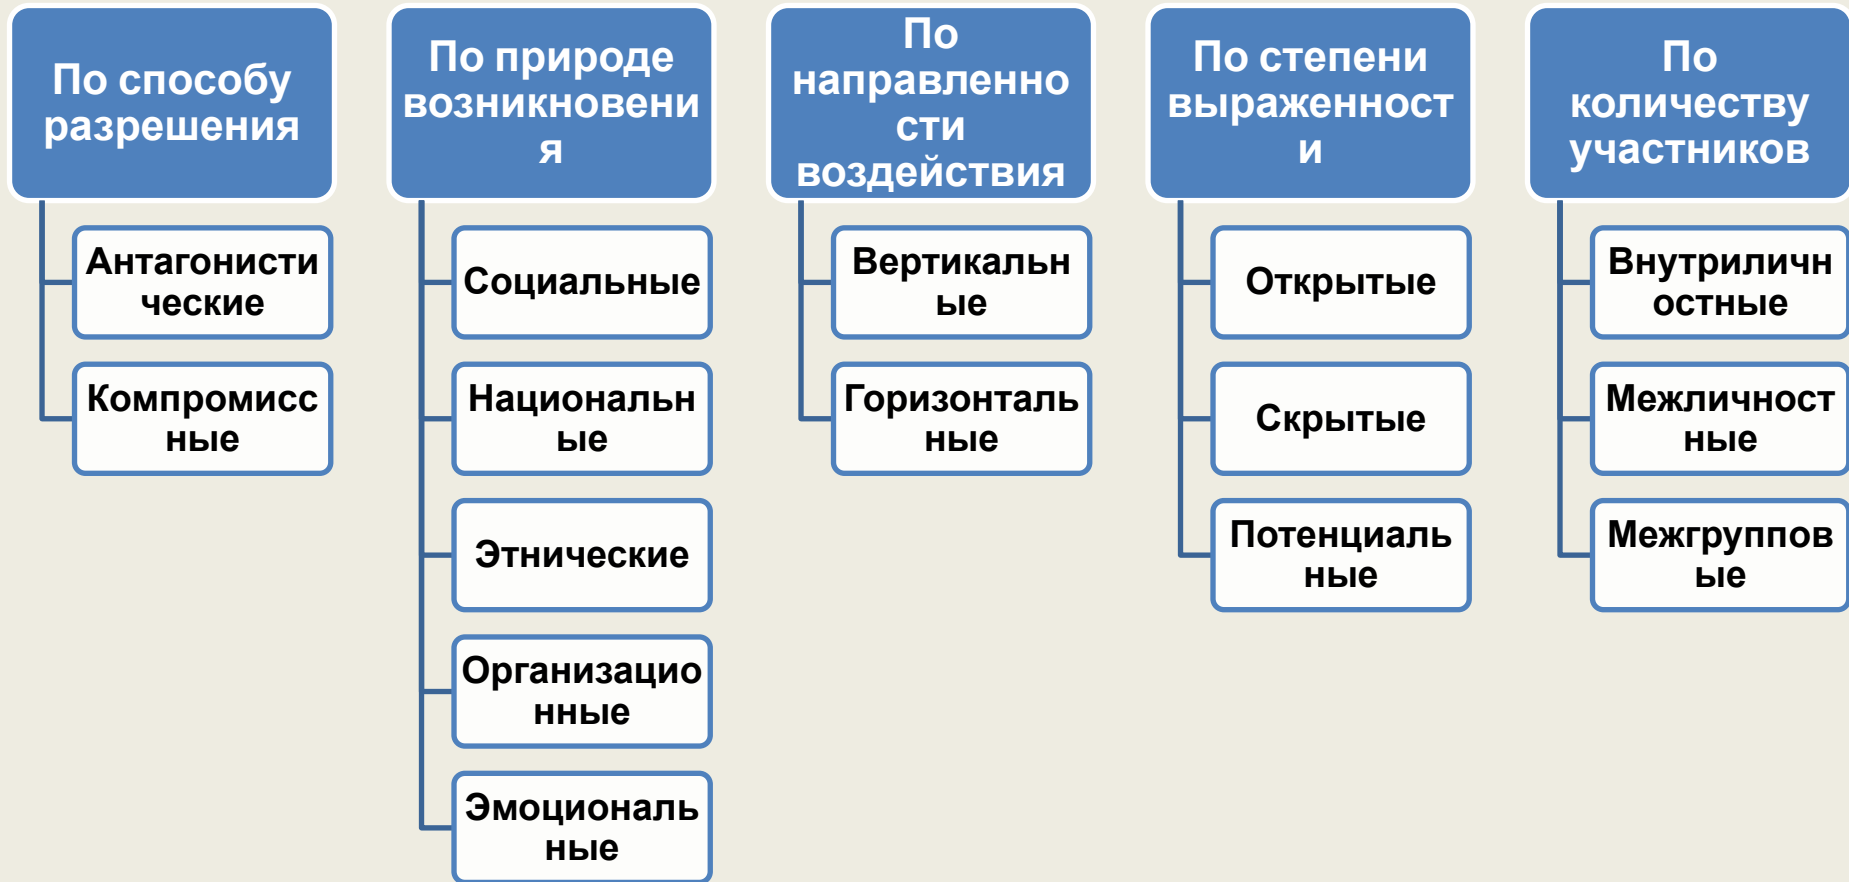 По способу
разрешения
Антагонисти
ческие
Компромисс
ные
По природе
возникновени
я
Социальные
Национальн
ые
Этнические
Организацио
нные
Эмоциональ
ные
По
направленно
сти
воздействия
Вертикальн
ые
Горизонталь
ные
По степени
выраженност
и
Открытые
Скрытые
Потенциаль
ные
По
количеству
участников
Внутриличн
остные
Межличност
ные
Межгруппов
ые